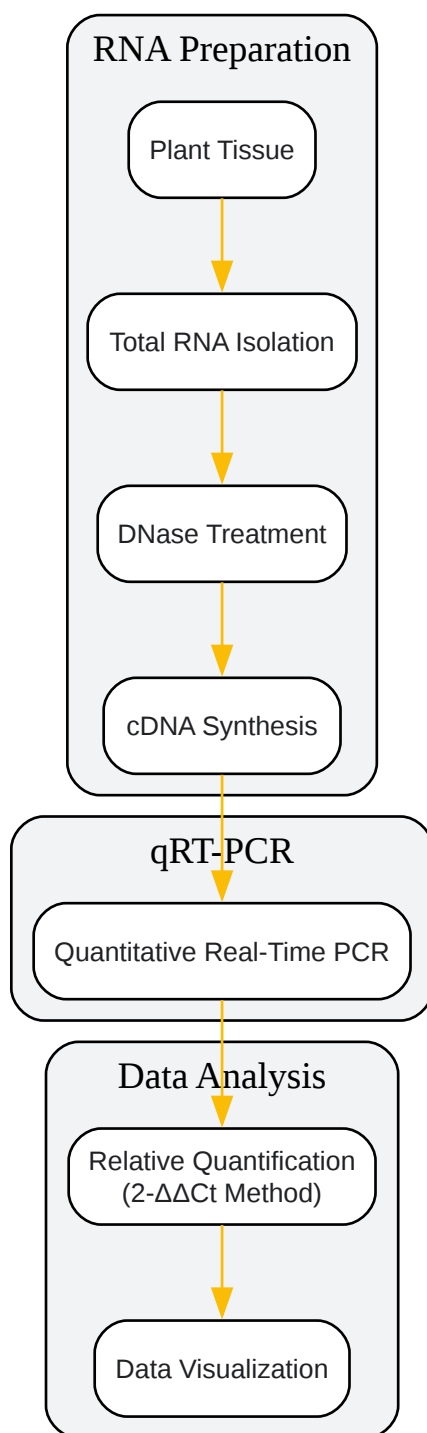 RNA Preparation
Plant Tissue
Total RNA Isolation
DNase Treatment
cDNA Synthesis
qRT-PCR
Quantitative Real-Time PCR
Data Analysis
Relative Quantification
(2-ΔΔCt Method)
Data Visualization